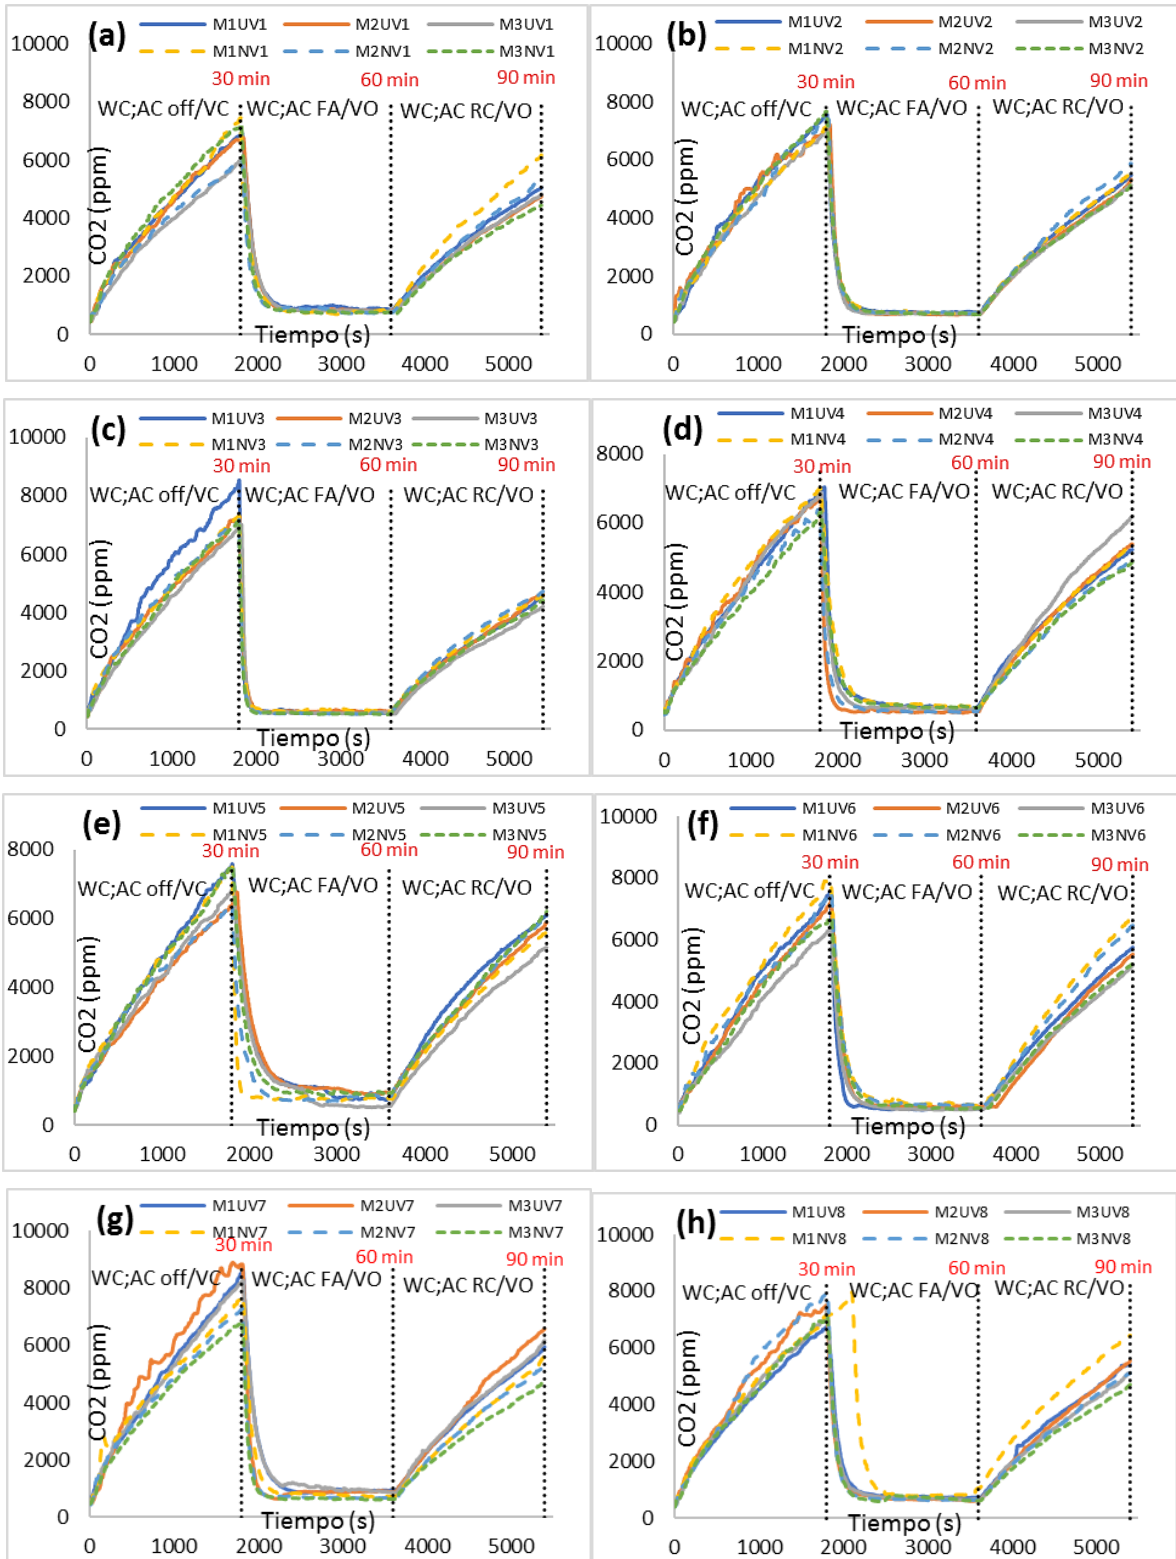 (a) M1UV1 M2UV1 M3UV1
M1NV1 M2NV1 M3NV1
30 min 60 min 90 min
WC;AC off/VC WC;AC FA/VO WC;AC RC/VO
10000
8000
6000
4000
2000
0
CO2 (ppm)
Tiempo (s)
0 1000 2000 3000 4000 5000
(b) M1UV2 M2UV2 M3UV2
M1NV2 M2NV2 M3NV2
30 min 60 min 90 min
WC;AC off/VC WC;AC FA/VO WC;AC RC/VO
10000
8000
6000
4000
2000
0
CO2 (ppm)
Tiempo (s)
0 1000 2000 3000 4000 5000
(c) M1UV3 M2UV3 M3UV3
M1NV3 M2NV3 M3NV3
30 min 60 min 90 min
WC;AC off/VC WC;AC FA/VO WC;AC RC/VO
10000
8000
6000
4000
2000
0
CO2 (ppm)
Tiempo (s)
0 1000 2000 3000 4000 5000
(d) M1UV4 M2UV4 M3UV4
M1NV4 M2NV4 M3NV4
30 min 60 min 90 min
WC;AC off/VC WC;AC FA/VO WC;AC RC/VO
8000
6000
4000
2000
0
CO2 (ppm)
Tiempo (s)
0 1000 2000 3000 4000 5000
(e) M1UV5 M2UV5 M3UV5
M1NV5 M2NV5 M3NV5
30 min 60 min 90 min
WC;AC off/VC WC;AC FA/VO WC;AC RC/VO
8000
6000
4000
2000
0
CO2 (ppm)
Tiempo (s)
0 1000 2000 3000 4000 5000
(f) M1UV6 M2UV6 M3UV6
M1NV6 M2NV6 M3NV6
30 min 60 min 90 min
WC;AC off/VC WC;AC FA/VO WC;AC RC/VO
10000
8000
6000
4000
2000
0
CO2 (ppm)
Tiempo (s)
0 1000 2000 3000 4000 5000
(g) M1UV7 M2UV7 M3UV7
M1NV7 M2NV7 M3NV7
30 min 60 min 90 min
WC;AC off/VC WC;AC FA/VO WC;AC RC/VO
10000
8000
6000
4000
2000
0
CO2 (ppm)
Tiempo (s)
0 1000 2000 3000 4000 5000
(h) M1UV8 M2UV8 M3UV8
M1NV8 M2NV8 M3NV8
30 min 60 min 90 min
WC;AC off/VC WC;AC FA/VO WC;AC RC/VO
10000
8000
6000
4000
2000
0
CO2 (ppm)
Tiempo (s)
0 1000 2000 3000 4000 5000